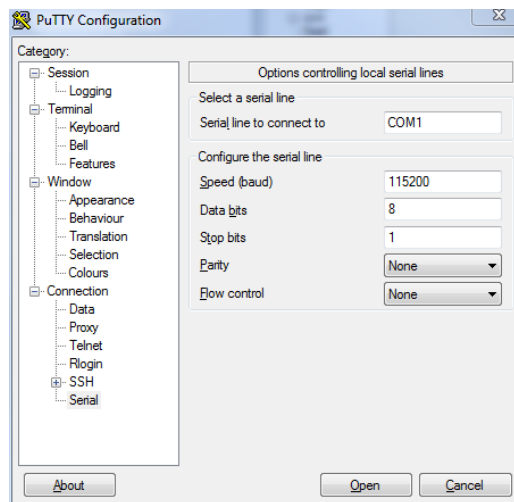 PuTTY Configuration
Category:
Session
Logging
Terminal
Keyboard
Bell
Features
Window
Appearance
Behaviour
Translation
Selection
Colours
Connection
Data
Proxy
Telnet
Rlogin
SSH
Serial
Options controlling local serial lines
Select a serial line
Serial line to connect to COM1
Configure the serial line
Speed (baud) 115200
Data bits 8
Stop bits 1
Parity None
Flow control None
About Open Cancel